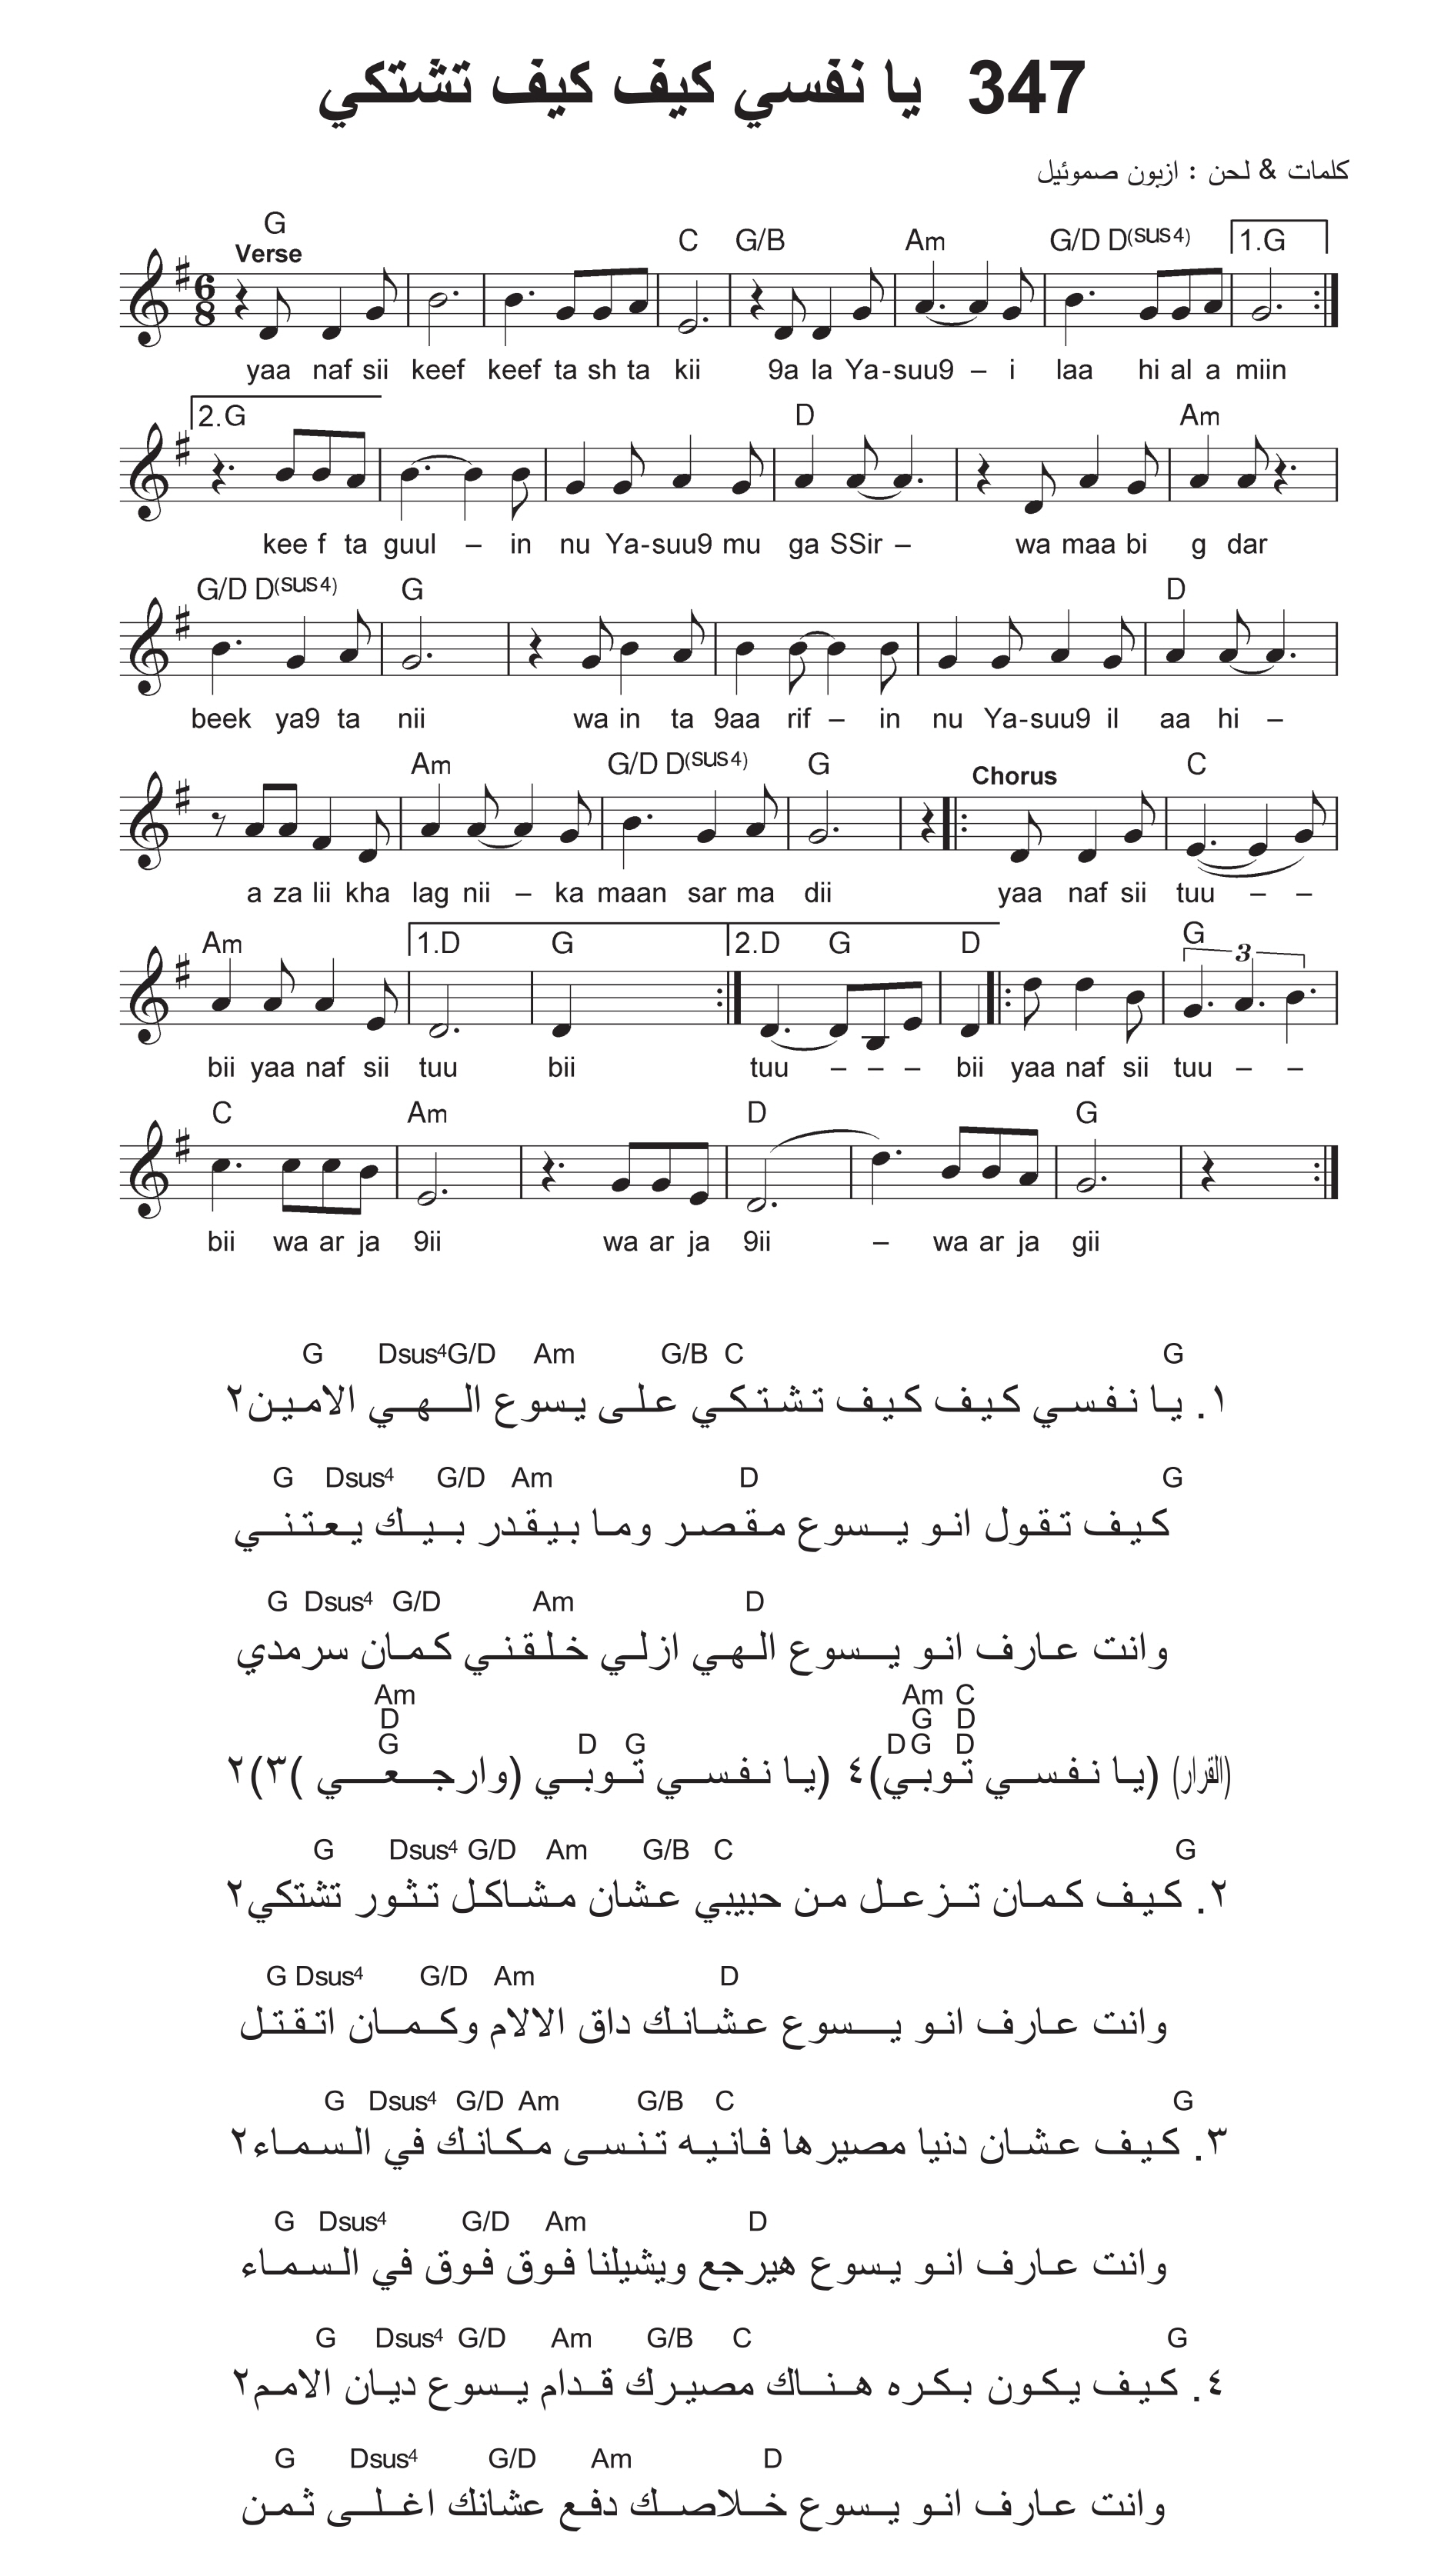 347 يا نفسي كيف كيف تشتكي
كلمات & لحن : ازبون صموئيل
G C G/B Am G/D D(sus4) 1.G
Verse
6 8
yaa naf sii keef keef ta sh ta kii 9a la Ya-suu9 – i laa hi al a miin
2.G D Am
kee f ta guul – in nu Ya-suu9 mu ga SSir – wa maa bi g dar
G/D D(sus4) G D
beek ya9 ta nii wa in ta 9aa rif – in nu Ya-suu9 il aa hi –
Am G/D D(sus4) G Chorus C
a za lii kha lag nii – ka maan sar ma dii yaa naf sii tuu – –
Am 1.D G 2.D G D G 3
bii yaa naf sii tuu bii tuu – – – bii yaa naf sii tuu – –
C Am D G
bii wa ar ja 9ii wa ar ja 9ii – wa ar ja gii
G Dsus4 G/D Am G/B C G
١. يا نفسي كيف كيف تشتكي على يسوع الهي الامين٢
G Dsus4 G/D Am D G
كيف تقول انو يسوع مقصر وما بيقدر بيك يعتني
G Dsus4 G/D Am D
وانت عارف انو يسوع الهي ازلي خلقني كمان سرمدي
Am Am C
D G D
G D G D G D
(القرار) (يا نفسي توبي)٤ (يا نفسي توبي (وارجعي )٣)٢
G Dsus4 G/D Am G/B C G
٢. كيف كمان تزعل من حبيبي عشان مشاكل تثور تشتكي٢
G Dsus4 G/D Am D
وانت عارف انو يسوع عشانك داق الالام وكمان اتقتل
G Dsus4 G/D Am G/B C G
٣. كيف عشان دنيا مصيرها فانيه تنسى مكانك في السماء٢
G Dsus4 G/D Am D
وانت عارف انو يسوع هيرجع ويشيلنا فوق فوق في السماء
G Dsus4 G/D Am G/B C G
٤. كيف يكون بكره هناك مصيرك قدام يسوع ديان الامم٢
G Dsus4 G/D Am D
وانت عارف انو يسوع خلاصك دفع عشانك اغلى ثمن